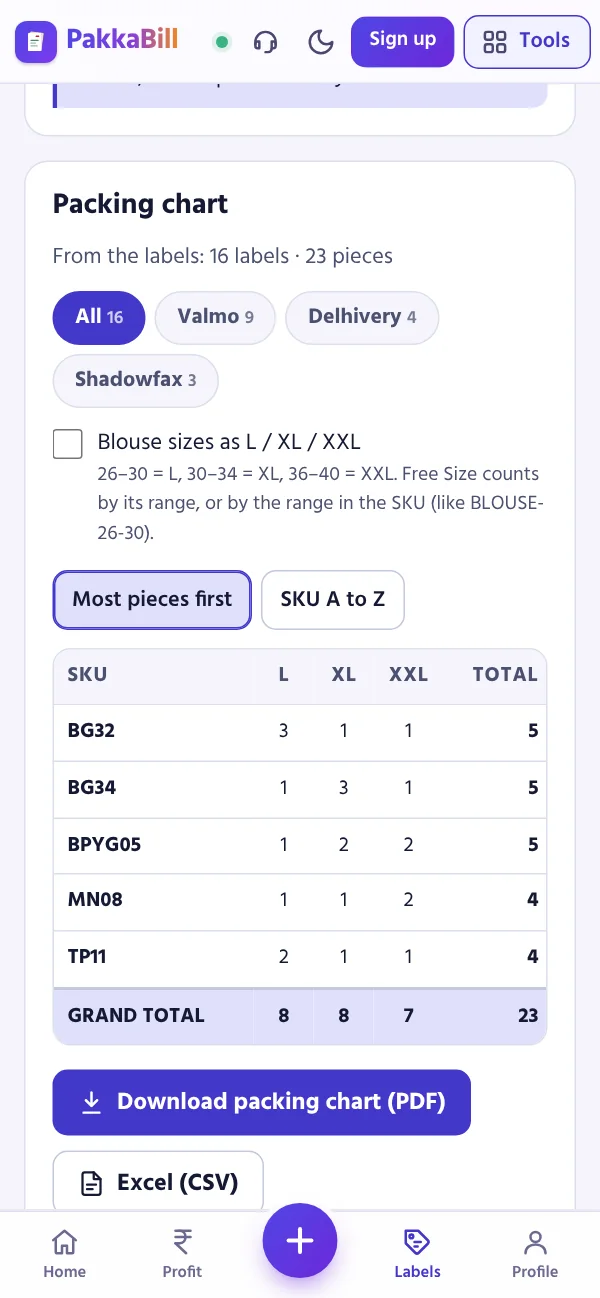 PakkaBill
Sign up
Tools
Packing chart
From the labels: 16 labels · 23 pieces
All 16
Valmo 9
Delhivery 4
Shadowfax 3
Blouse sizes as L / XL / XXL
26–30 = L, 30–34 = XL, 36–40 = XXL. Free Size counts
by its range, or by the range in the SKU (like BLOUSE-
26-30).
Most pieces first
SKU A to Z
SKU L XL XXL TOTAL
BG32 3 1 1 5
BG34 1 3 1 5
BPYG05 1 2 2 5
MN08 1 1 2 4
TP11 2 1 1 4
GRAND TOTAL 8 8 7 23
Download packing chart (PDF)
Excel (CSV)
Home
Profit
Labels
Profile